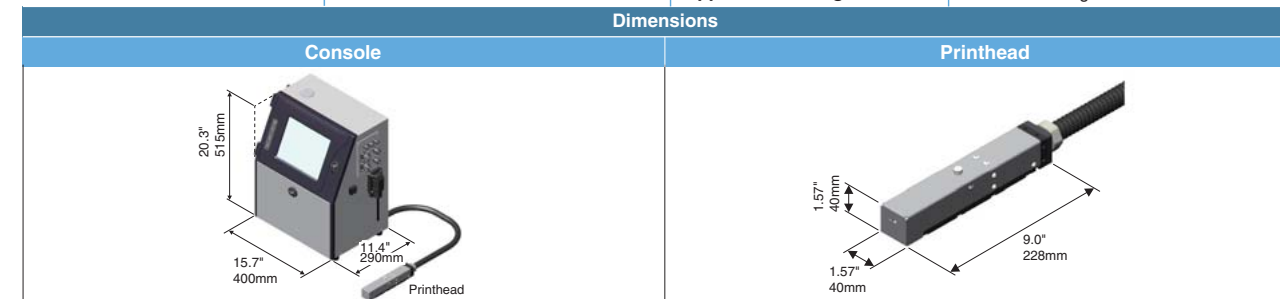 Dimensions
Console
Printhead
20.3"
515mm
15.7"
400mm
11.4"
290mm
Printhead
1.57"
40mm
1.57"
40mm
9.0"
228mm